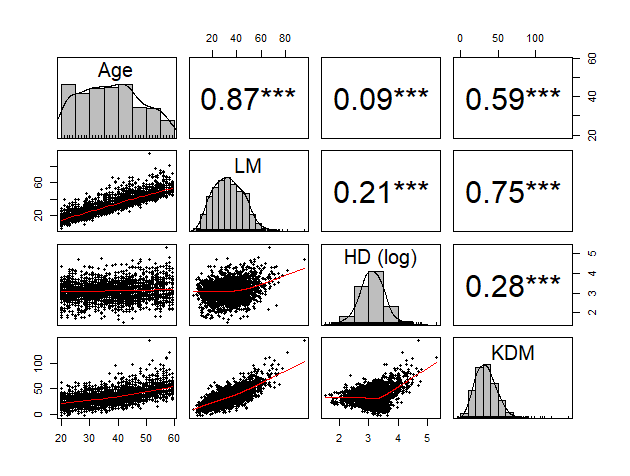 20 40 60 80
0 50 100
Age
0.87***
0.09***
0.59***
20 40 60
20 60
LM
0.21***
0.75***
HD (log)
0.28***
2 3 4 5
0 50 100
KDM
20 30 40 50 60
2 3 4 5